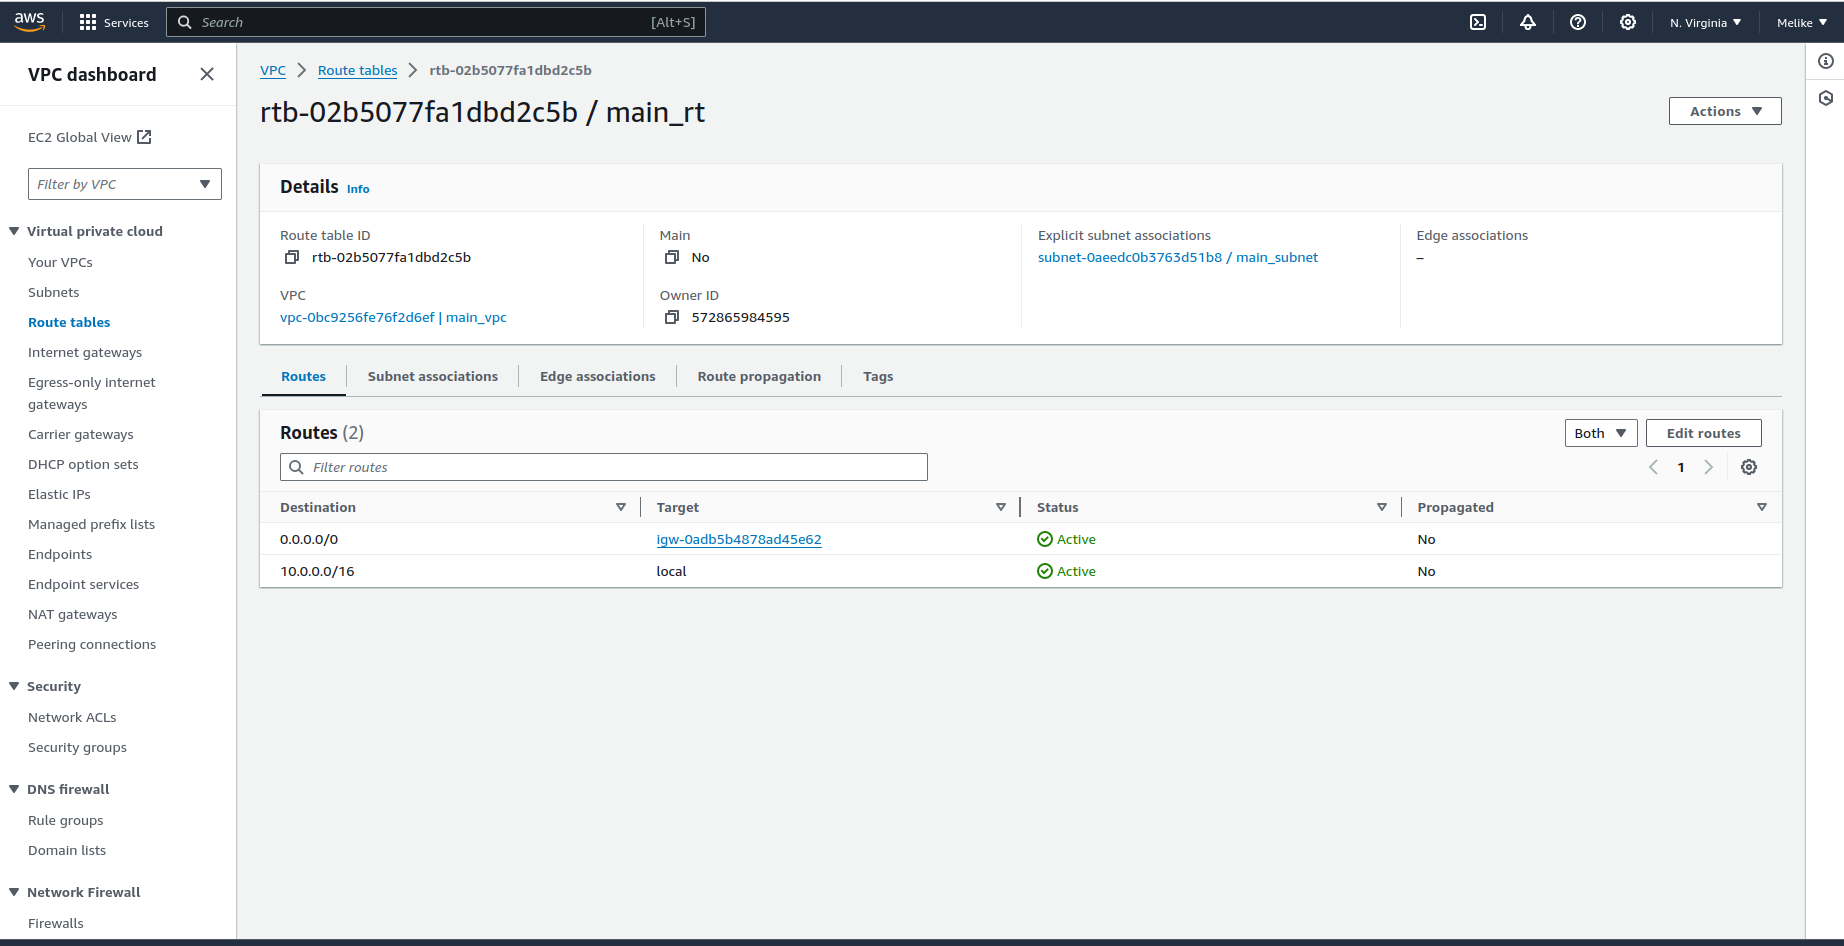 aws Services Search [Alt+S] N. Virginia Melike
VPC dashboard
EC2 Global View
Filter by VPC
Virtual private cloud
Your VPCs
Subnets
Route tables
Internet gateways
Egress-only internet
gateways
Carrier gateways
DHCP option sets
Elastic IPs
Managed prefix lists
Endpoints
Endpoint services
NAT gateways
Peering connections
Security
Network ACLs
Security groups
DNS firewall
Rule groups
Domain lists
Network Firewall
Firewalls
VPC Route tables rtb-02b5077fa1dbd2c5b
rtb-02b5077fa1dbd2c5b / main_rt
Actions
Details Info
Route table ID
rtb-02b5077fa1dbd2c5b
VPC
vpc-0bc9256fe76f2d6ef | main_vpc
Main
No
Owner ID
572865984595
Explicit subnet associations
subnet-0aeedc0b3763d51b8 / main_subnet
Edge associations
–
Routes Subnet associations Edge associations Route propagation Tags
Routes (2)
Both Edit routes
Filter routes
1
Destination Target Status Propagated
0.0.0.0/0 igw-0adb5b4878ad45e62 Active No
10.0.0.0/16 local Active No